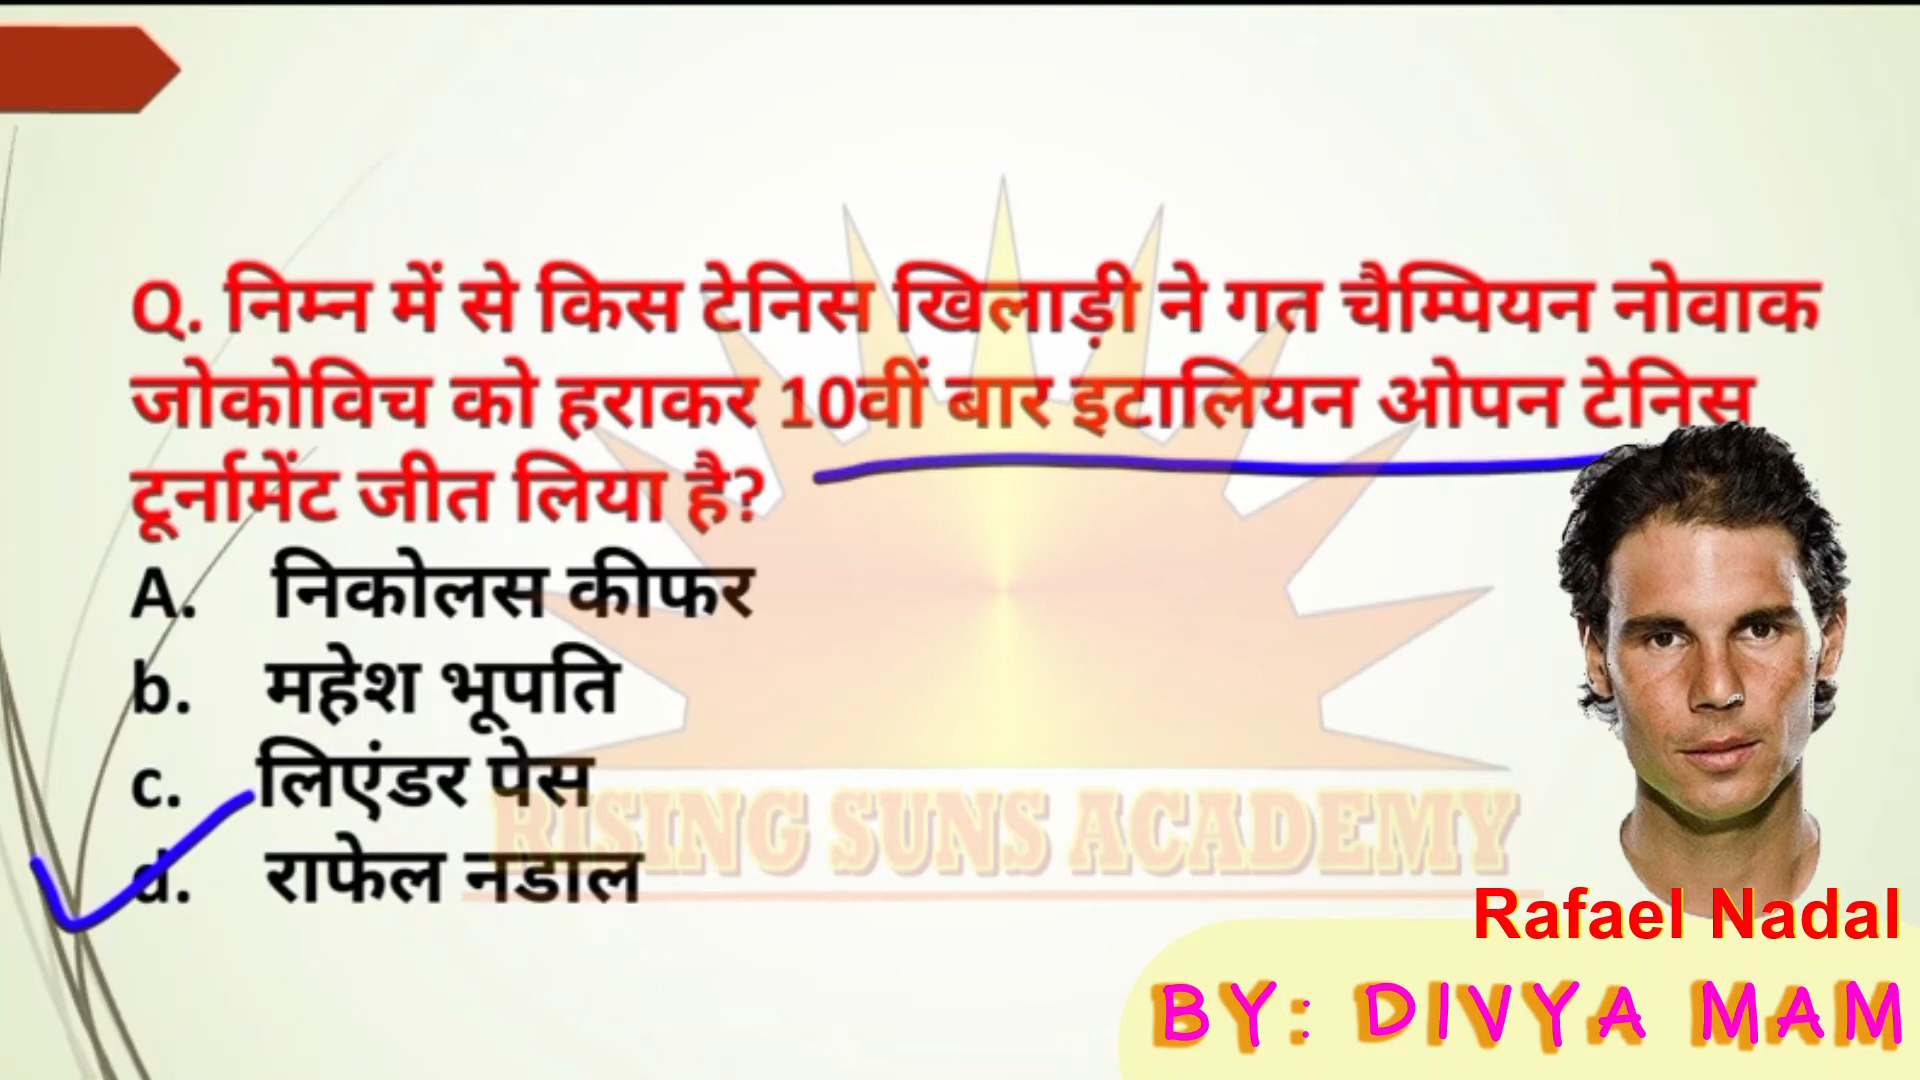 Q. निम्न में से किस टेनिस खिलाड़ी ने गत चैम्पियन नोवाक
जोकोविच को हराकर 10वीं बार इटालियन ओपन टेनिस
टूर्नामेंट जीत लिया है?
A. निकोलस कीफर
b. महेश भूपति
c. लिएंडर पेस
d. राफेल नडाल
RISING SUNS ACADEMY
Rafael Nadal
BY: DIVYA MAM